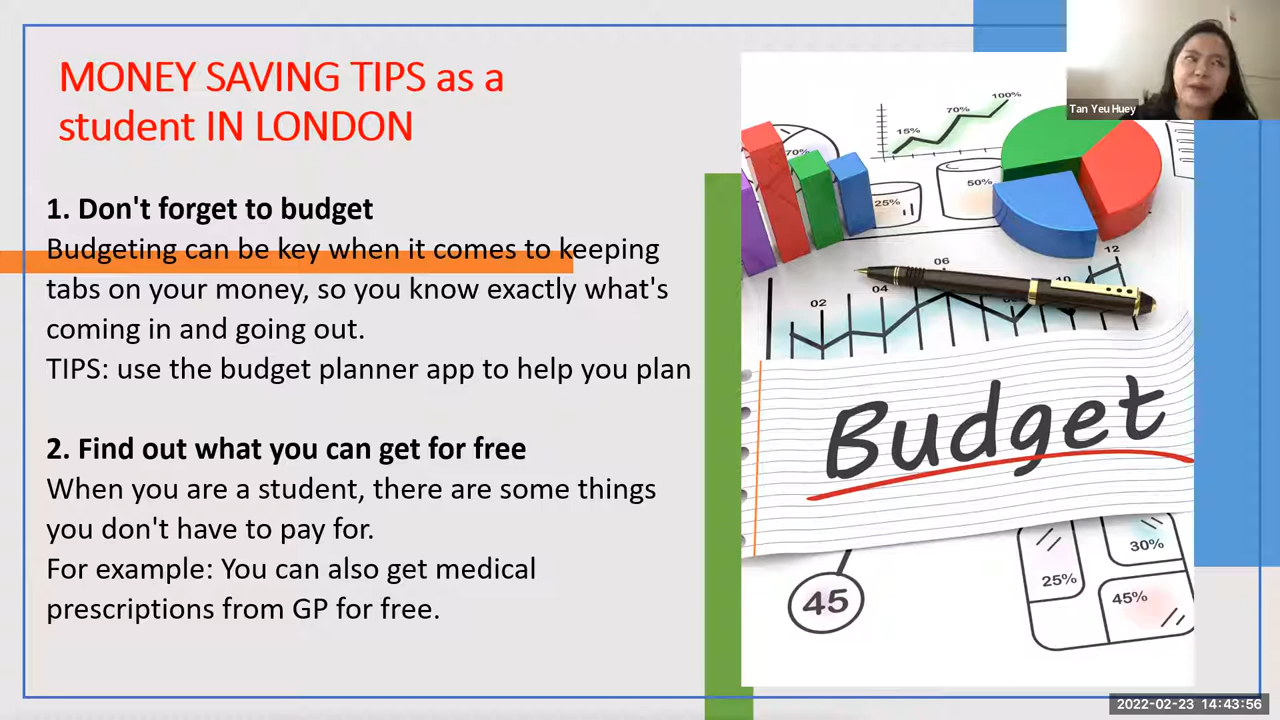 MONEY SAVING TIPS as a
student IN LONDON
1. Don't forget to budget
Budgeting can be key when it comes to keeping
tabs on your money, so you know exactly what's
coming in and going out.
TIPS: use the budget planner app to help you plan
2. Find out what you can get for free
When you are a student, there are some things
you don't have to pay for.
For example: You can also get medical
prescriptions from GP for free.
Tan Yeu Huey
15%
70%
100%
70%
25%
50%
02
04
06
12
Budget
45
25%
30%
45%
2022-02-23 14:43:56